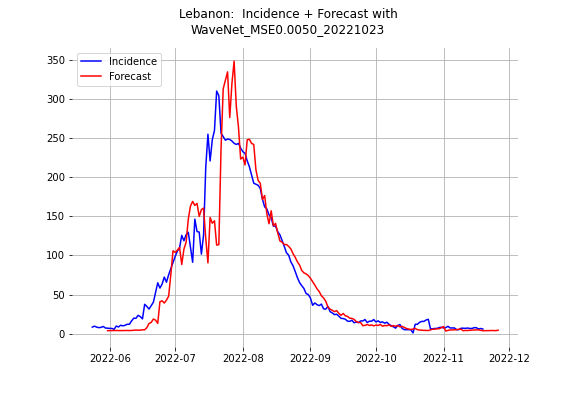 Lebanon:  Incidence + Forecast with
WaveNet_MSE0.0050_20221023
Incidence
Forecast
350
300
250
200
150
100
50
0
2022-06 2022-07 2022-08 2022-09 2022-10 2022-11 2022-12